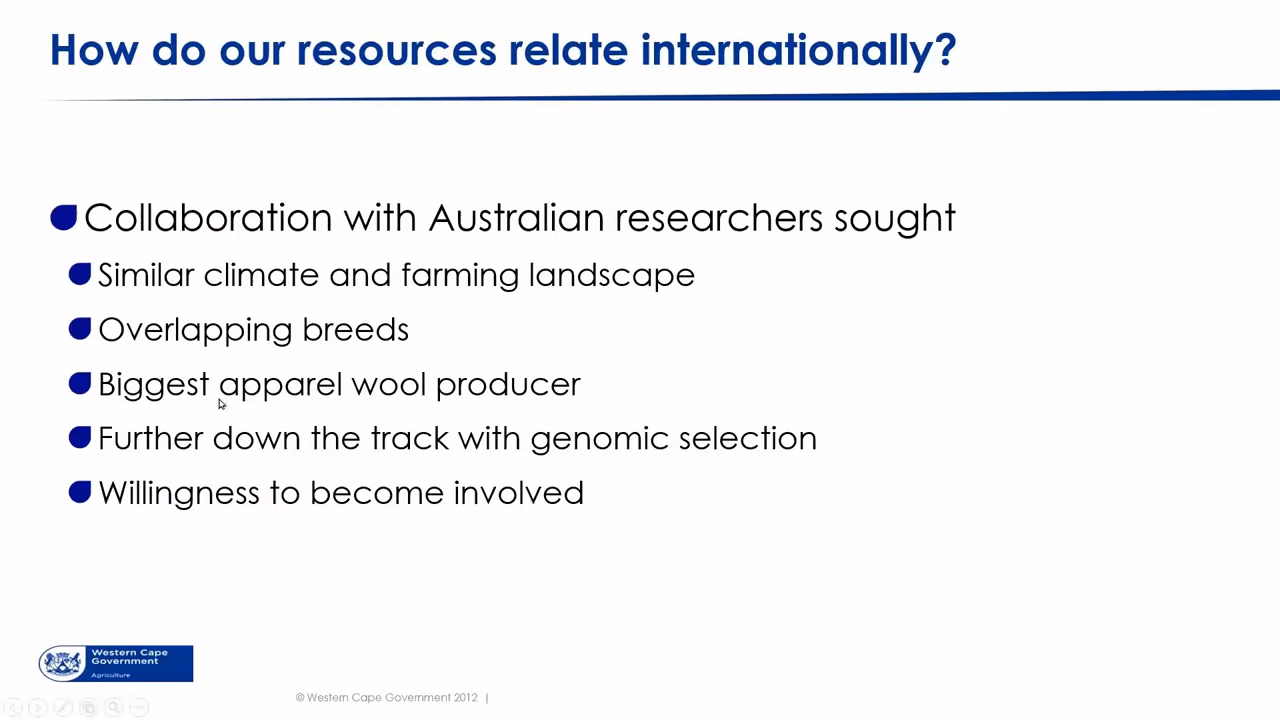 How do our resources relate internationally?
Collaboration with Australian researchers sought
Similar climate and farming landscape
Overlapping breeds
Biggest apparel wool producer
Further down the track with genomic selection
Willingness to become involved
Western Cape
Government
Agriculture
© Western Cape Government 2012 |